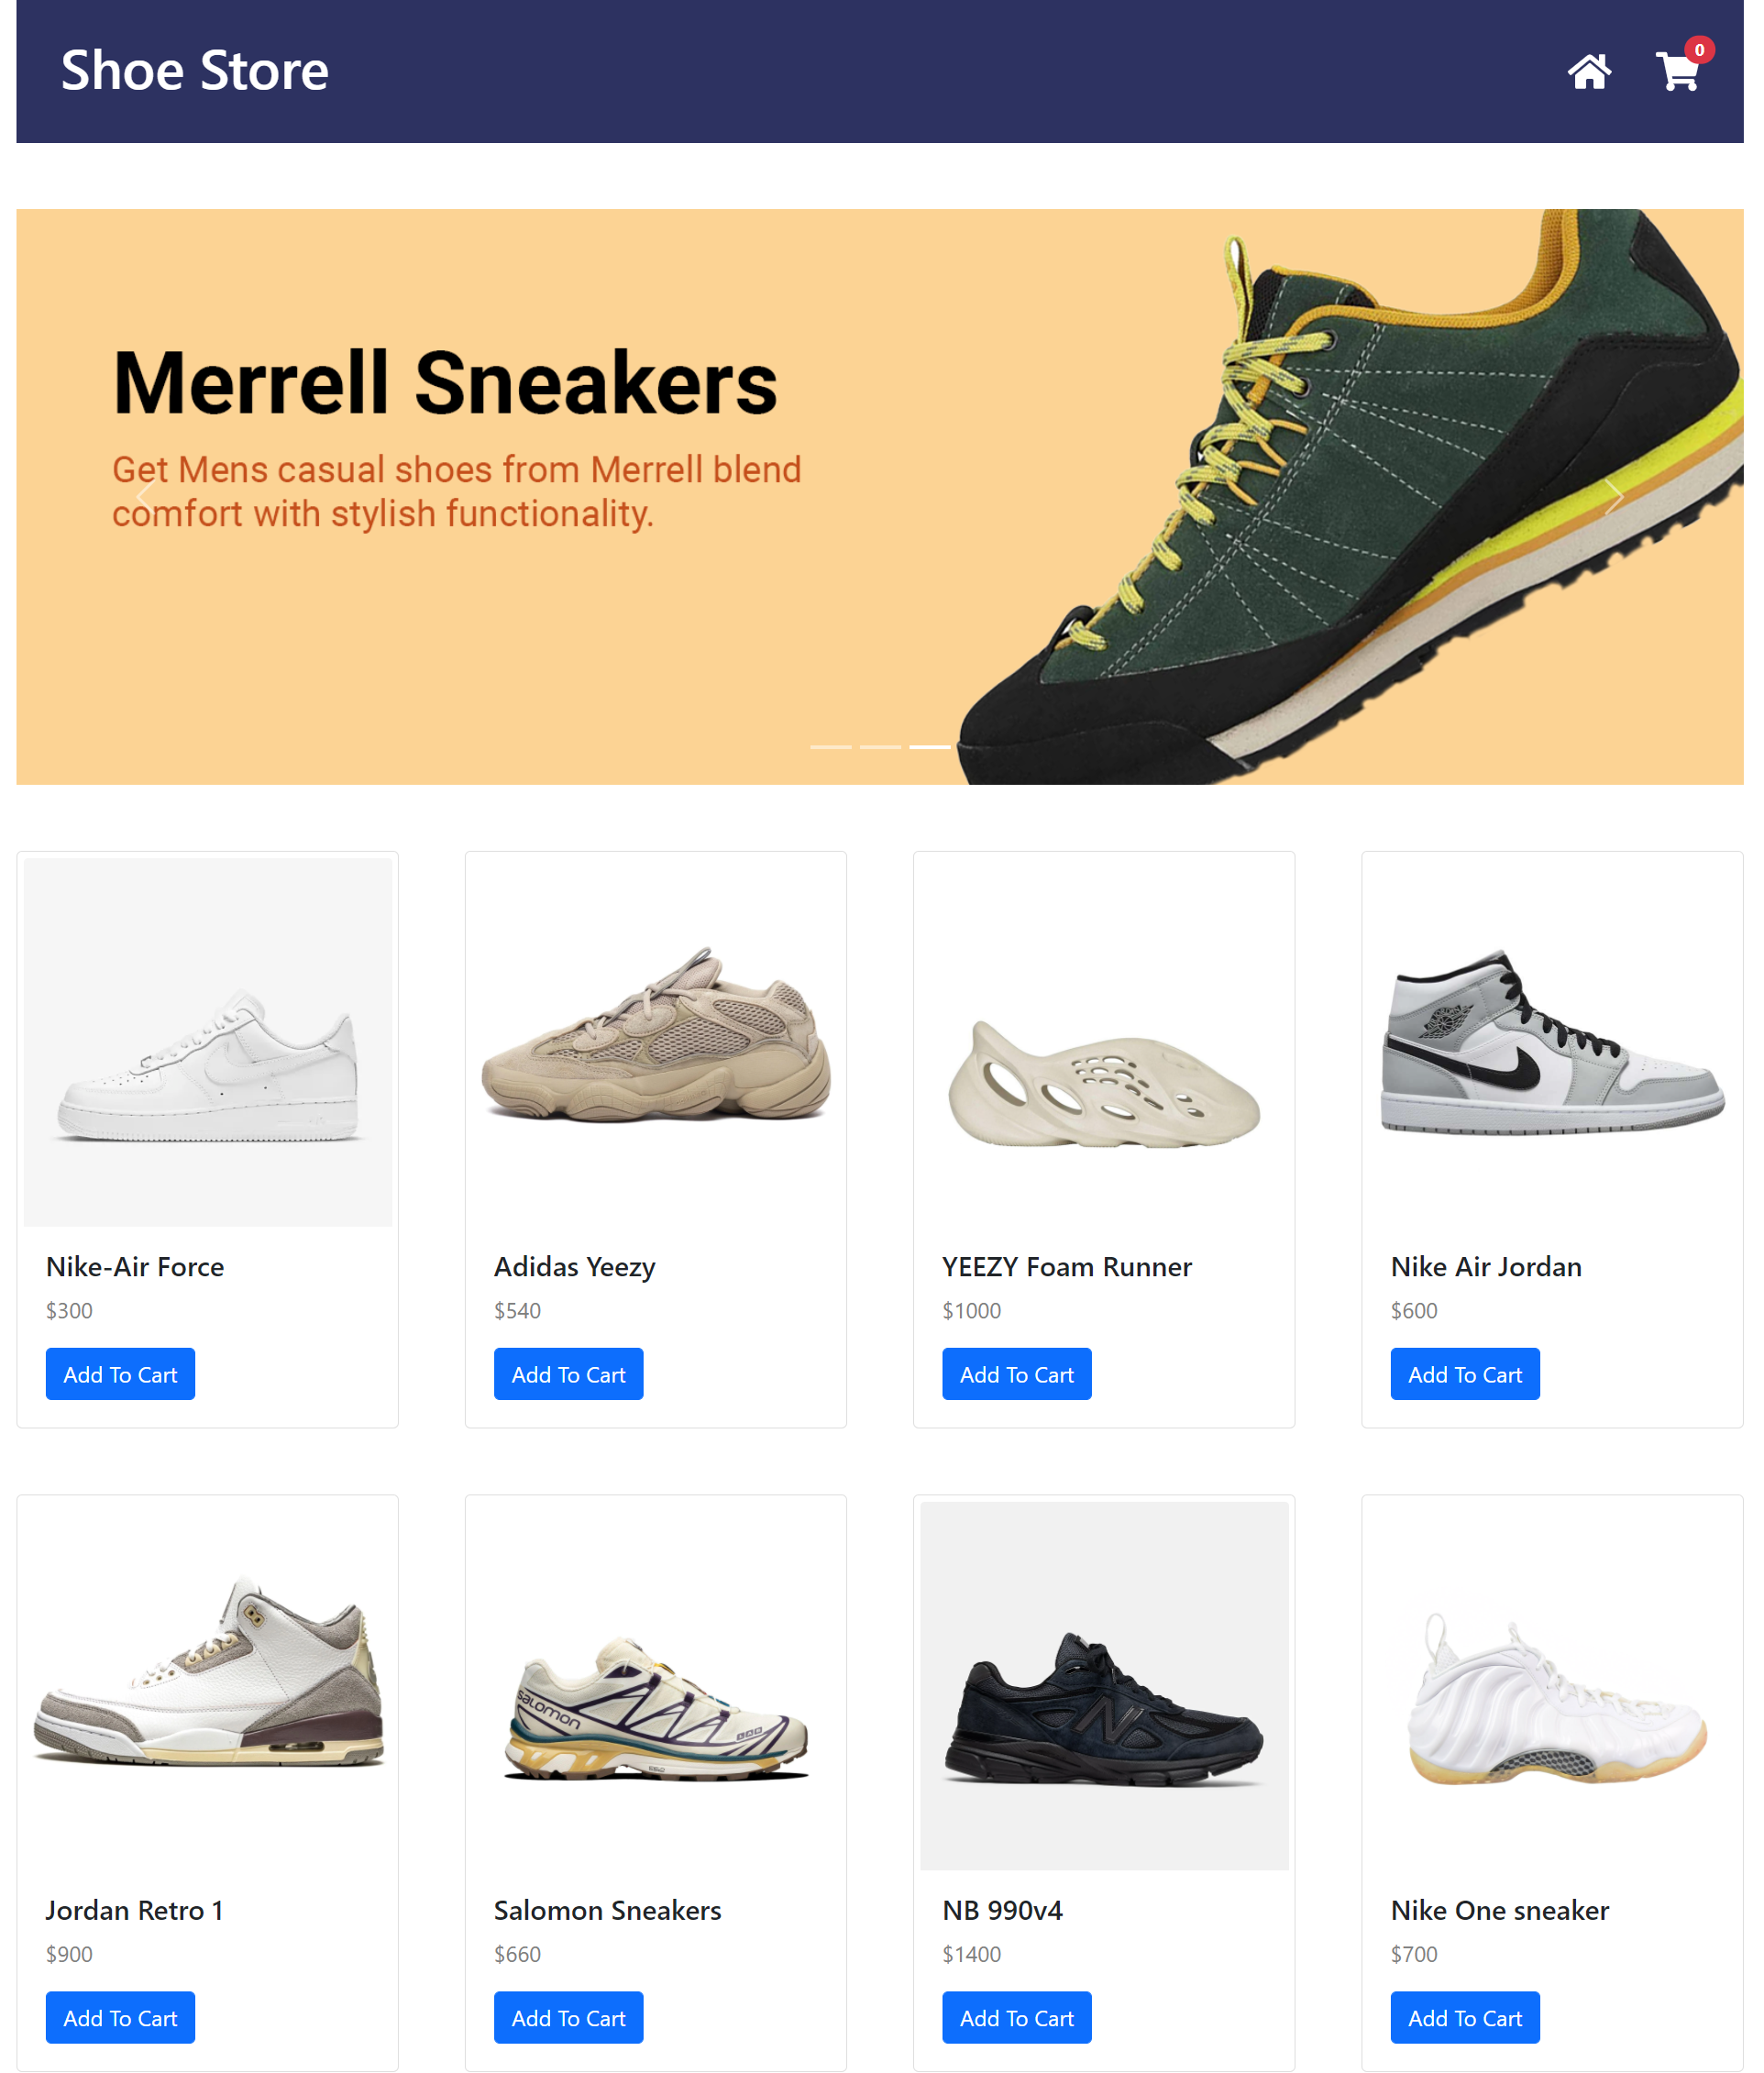 Shoe Store
0
Merrell Sneakers
Get Mens casual shoes from Merrell blend
comfort with stylish functionality.
Nike-Air Force
$300
Add To Cart
Adidas Yeezy
$540
Add To Cart
YEEZY Foam Runner
$1000
Add To Cart
Nike Air Jordan
$600
Add To Cart
Jordan Retro 1
$900
Add To Cart
salomon
Salomon Sneakers
$660
Add To Cart
N
NB 990v4
$1400
Add To Cart
Nike One sneaker
$700
Add To Cart